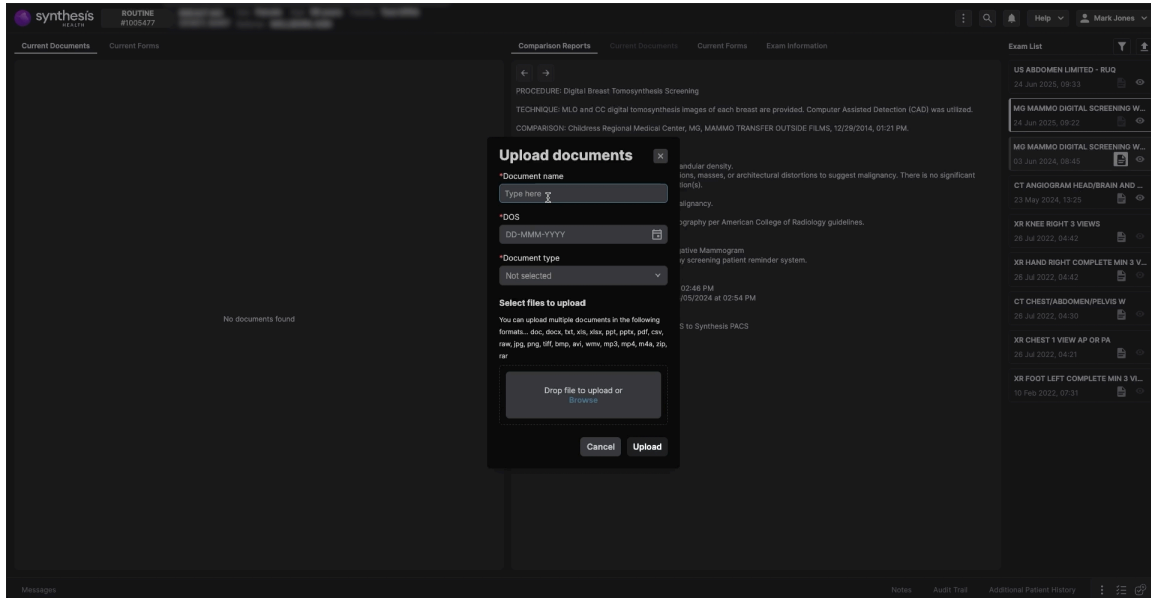 synthesis
HEALTH
ROUTINE
#1005477
Help
Mark Jones
Current Documents
Current Forms
No documents found
Comparison Reports
Current Documents
Current Forms
Exam Information
PROCEDURE: Digital Breast Tomosynthesis Screening
TECHNIQUE: MLO and CC digital tomosynthesis images of each breast are provided. Computer Assisted Detection (CAD) was utilized.
COMPARISON: Childress Regional Medical Center, MG, MAMMO TRANSFER OUTSIDE FILMS, 12/29/2014, 01:21 PM.
andular density.
ions, masses, or architectural distortions to suggest malignancy. There is no significant
tion(s).
alignancy.
ography per American College of Radiology guidelines.
gative Mammogram
by screening patient reminder system.
02:46 PM
/05/2024 at 02:54 PM
S to Synthesis PACS
Upload documents
*Document name
Type here
*DOS
DD-MMM-YYYY
*Document type
Not selected
Select files to upload
You can upload multiple documents in the following
formats... doc, docx, txt, xls, xlsx, ppt, pptx, pdf, csv,
raw, jpg, png, tiff, bmp, avi, wmv, mp3, mp4, m4a, zip,
rar
Drop file to upload or
Browse
Cancel
Upload
Exam List
US ABDOMEN LIMITED - RUQ
24 Jun 2025, 09:33
MG MAMMO DIGITAL SCREENING W...
24 Jun 2025, 09:22
MG MAMMO DIGITAL SCREENING W...
03 Jun 2024, 08:45
CT ANGIOGRAM HEAD/BRAIN AND ...
23 May 2024, 13:25
XR KNEE RIGHT 3 VIEWS
26 Jul 2022, 04:42
XR HAND RIGHT COMPLETE MIN 3 V...
26 Jul 2022, 04:42
CT CHEST/ABDOMEN/PELVIS W
26 Jul 2022, 04:30
XR CHEST 1 VIEW AP OR PA
26 Jul 2022, 04:21
XR FOOT LEFT COMPLETE MIN 3 VI...
10 Feb 2022, 07:31
Messages
Notes
Audit Trail
Additional Patient History